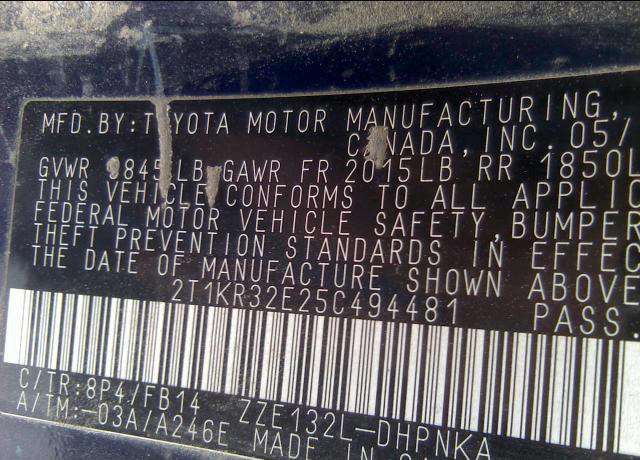 MFD.BY:TOYOTA MOTOR MANUFACTURING,
CANADA,INC. 05/
GVWR 3845LB GAWR FR 2015LB RR 1850L
THIS VEHICLE CONFORMS TO ALL APPLIC
FEDERAL MOTOR VEHICLE SAFETY,BUMPER
THEFT PREVENTION STANDARDS IN EFFEC
THE DATE OF MANUFACTURE SHOWN ABOVE
2T1KR32E25C494481 PASS.
C/TR:8P4/FB14 ZZE132L-DHPNKA
A/TM:-03A/A246E MADE IN